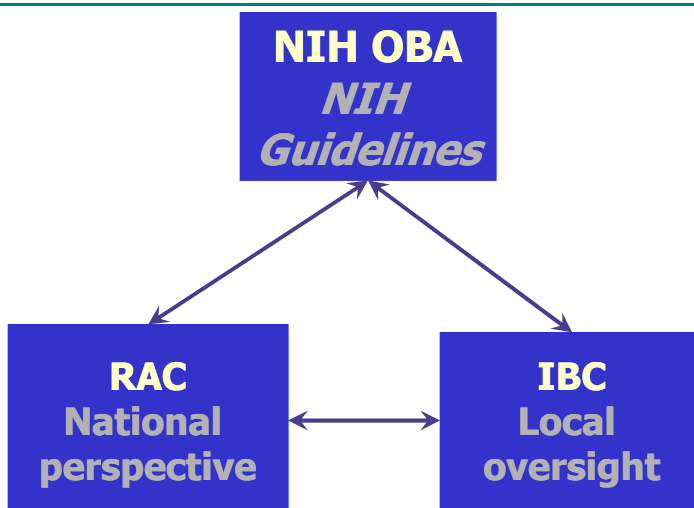 NIH OBA
NIH
Guidelines
RAC
National
perspective
IBC
Local
oversight